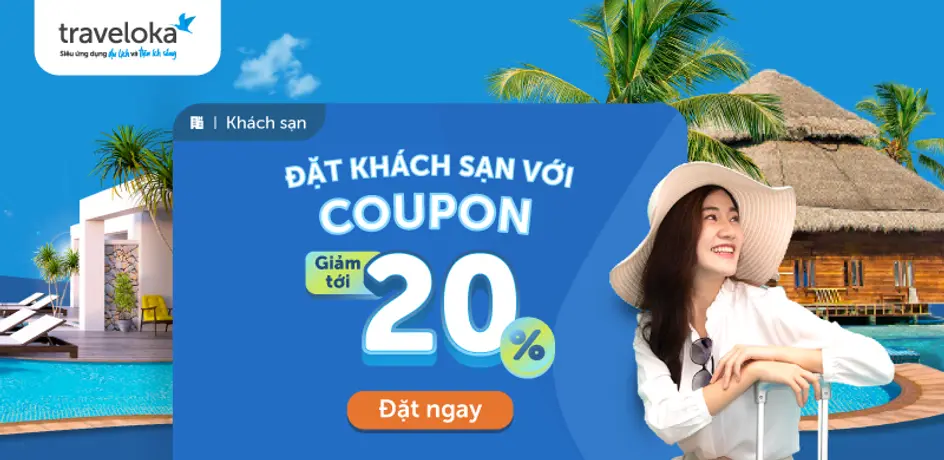 traveloka
Siêu ứng dụng du lịch và tiện ích sống
| Khách sạn
ĐẶT KHÁCH SẠN VỚI
COUPON
Giảm
tới
20%
Đặt ngay